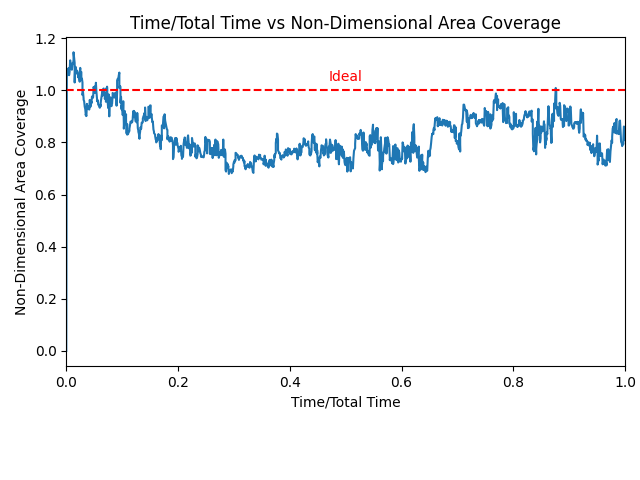 Time/Total Time vs Non-Dimensional Area Coverage
1.2
1.0
0.8
0.6
0.4
0.2
0.0
Non-Dimensional Area Coverage
Ideal
0.0 0.2 0.4 0.6 0.8 1.0
Time/Total Time